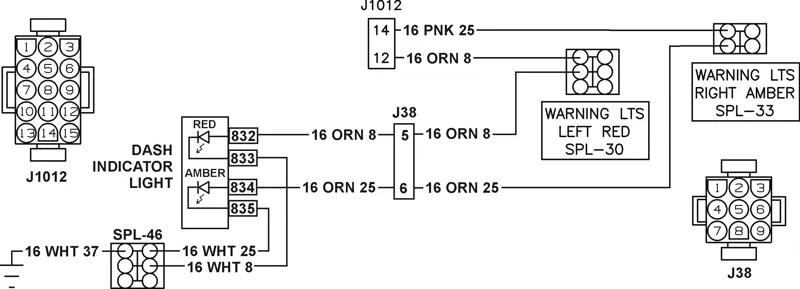 J1012
14
16 PNK 25
12
16 ORN 8
WARNING LTS
RIGHT AMBER
SPL-33
WARNING LTS
LEFT RED
SPL-30
1 2 3
4 5 6
7 8 9
10 11 12
13 14 15
J1012
J38
5
6
DASH
INDICATOR
LIGHT
RED
AMBER
832
833
834
835
16 ORN 8
16 ORN 8
16 ORN 25
16 ORN 25
SPL-46
16 WHT 37
16 WHT 25
16 WHT 8
1 2 3
4 5 6
7 8 9
J38